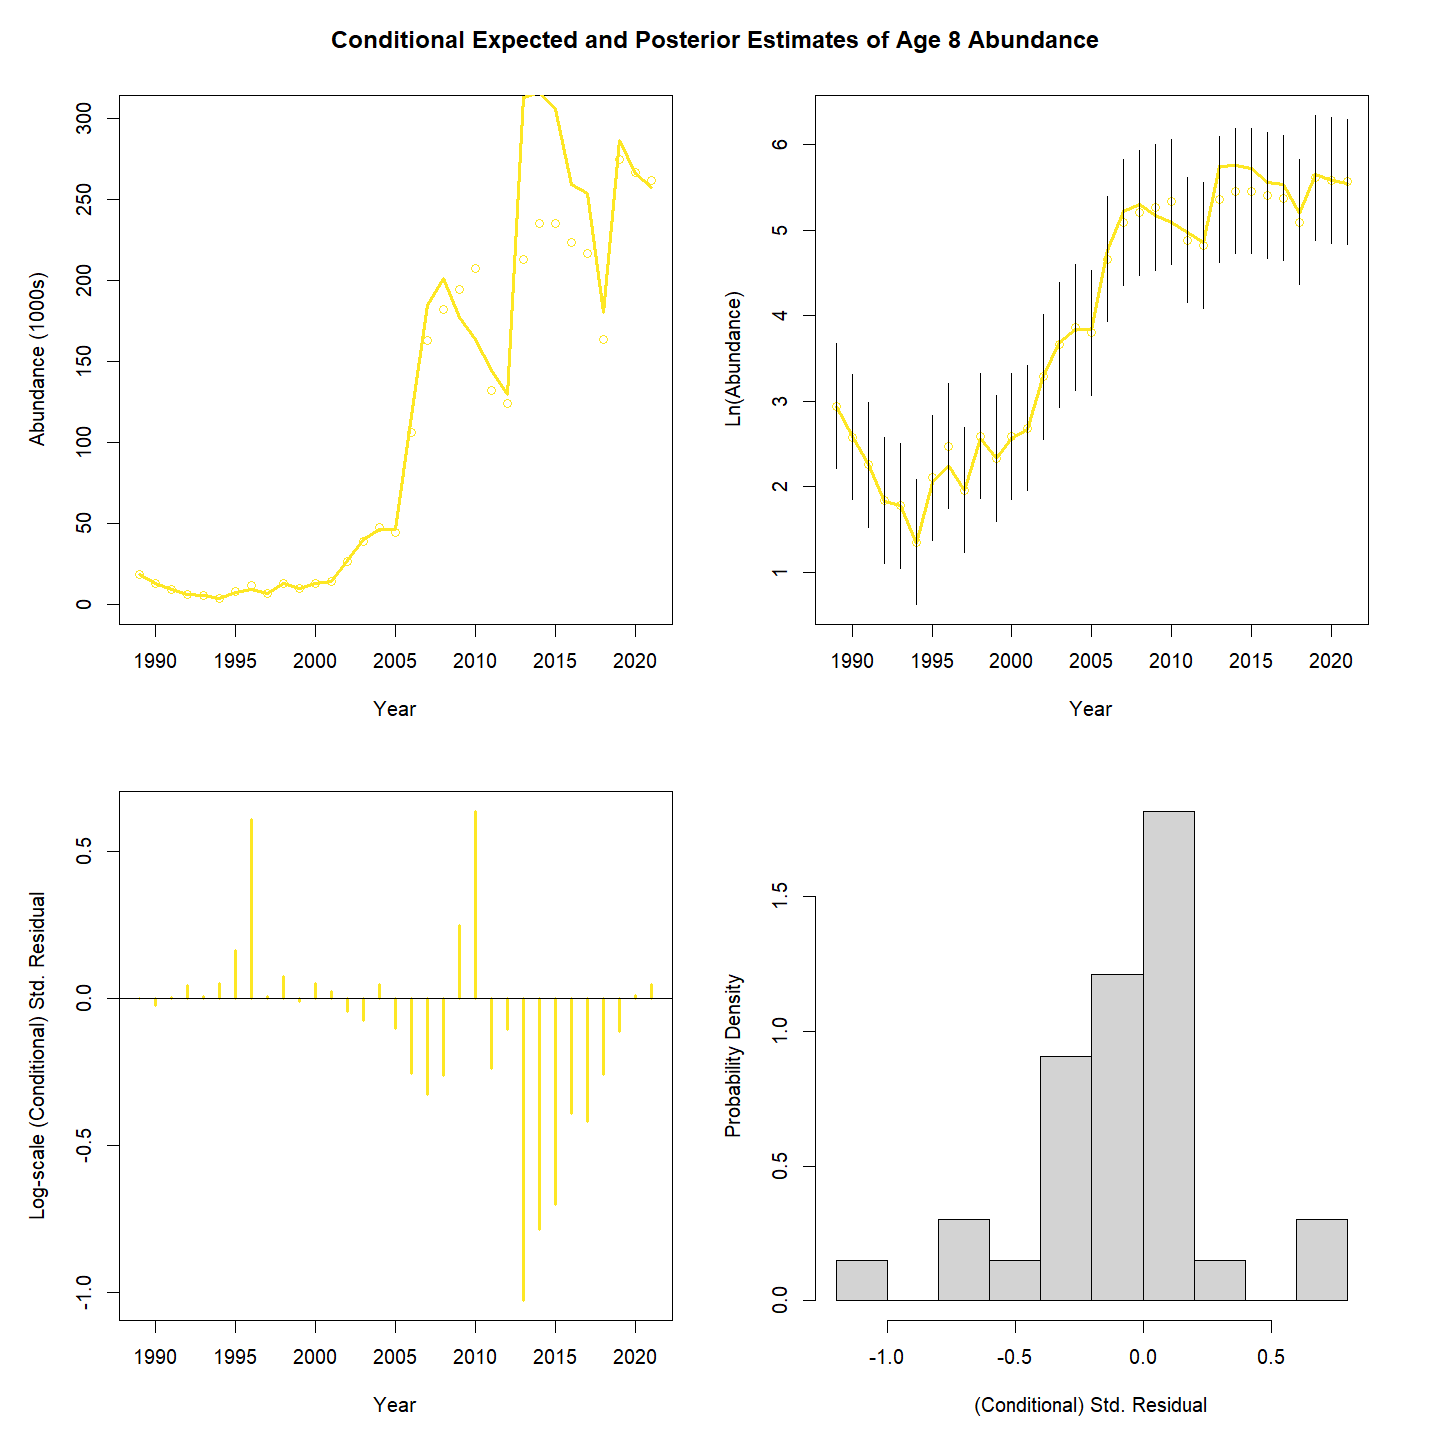 Conditional Expected and Posterior Estimates of Age 8 Abundance
Abundance (1000s)
300
250
200
150
100
50
0
1990 1995 2000 2005 2010 2015 2020
Year
Ln(Abundance)
6
5
4
3
2
1
1990 1995 2000 2005 2010 2015 2020
Year
Log-scale (Conditional) Std. Residual
0.5
0.0
-0.5
-1.0
1990 1995 2000 2005 2010 2015 2020
Year
Probability Density
1.5
1.0
0.5
0.0
-1.0 -0.5 0.0 0.5
(Conditional) Std. Residual